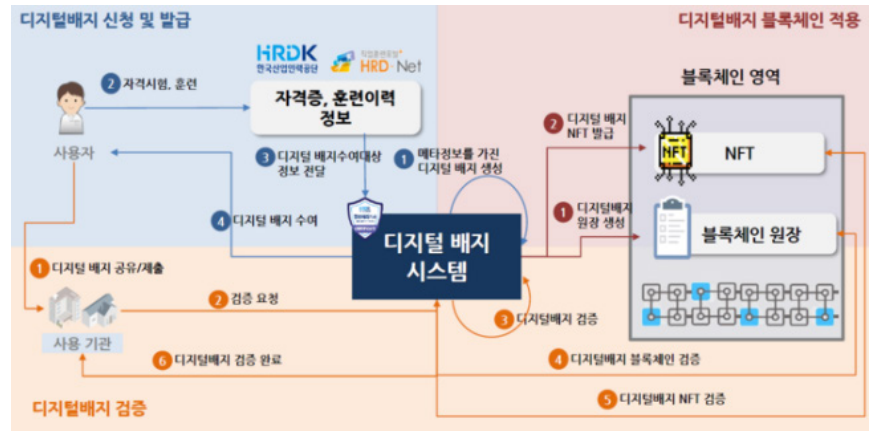 디지털배지 신청 및 발급
디지털배지 블록체인 적용
HRDK
한국산업인력공단
직업훈련포털
HRD-Net
2 자격시험, 훈련
자격증, 훈련이력
정보
사용자
3 디지털 배지수여대상
정보 전달
1 메타정보를 가진
디지털 배지 생성
4 디지털 배지 수여
디지털 배지
시스템
블록체인 영역
2 디지털 배지
NFT 발급
NFT
NFT
1 디지털배지
원장 생성
블록체인 원장
1 디지털 배지 공유/제출
2 검증 요청
사용 기관
3 디지털배지 검증
6 디지털배지 검증 완료
4 디지털배지 블록체인 검증
5 디지털배지 NFT 검증
디지털배지 검증